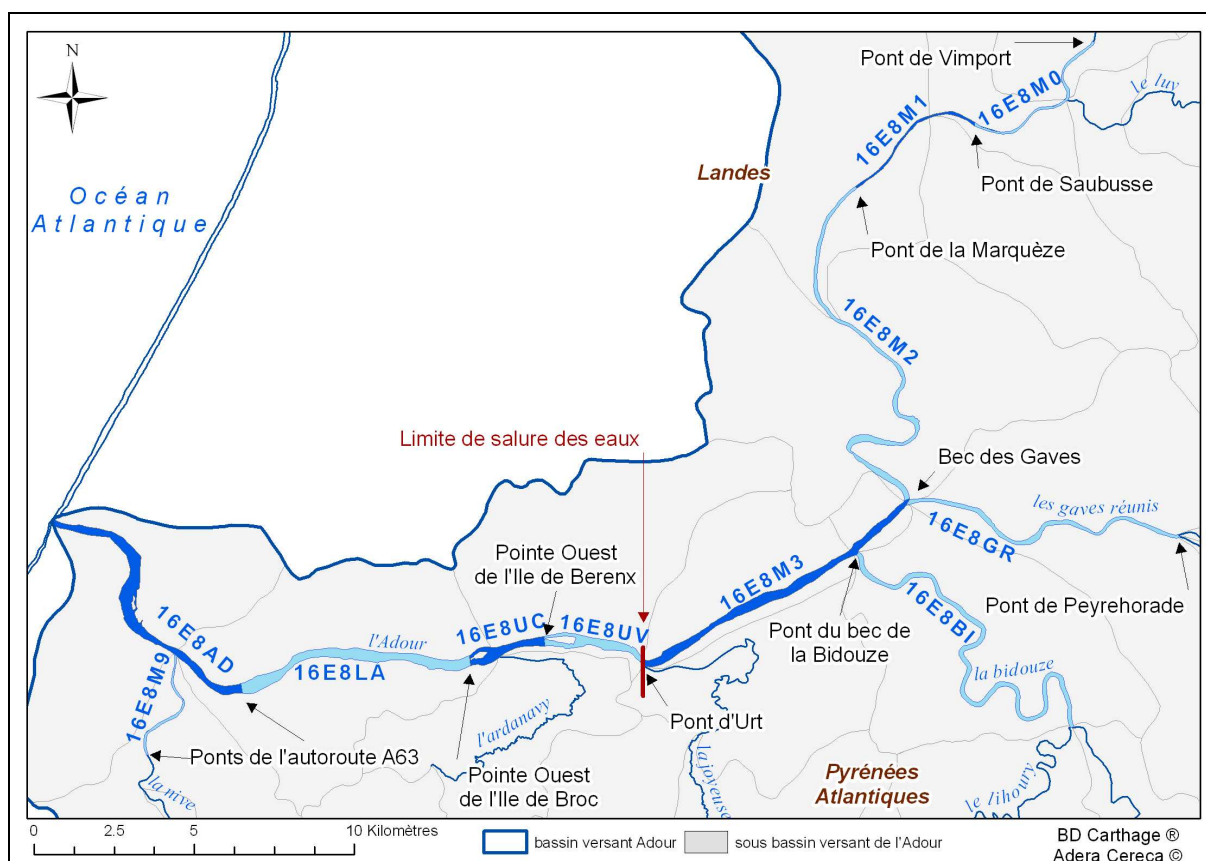 N
Pont de Vimport
le luy
16E8M0
16E8M1
Océan
Atlantique
Landes
Pont de Saubusse
Pont de la Marquèze
16E8M2
Limite de salure des eaux
Bec des Gaves
les gaves réunis
16E8GR
Pointe Ouest
de l'Ile de Berenx
16E8M3
16E8BI
Pont de Peyrehorade
16E8UC
16E8UV
l'Adour
16E8AD
16E8LA
16E8M9
Pont du bec de
la Bidouze
la bidouze
Pont d'Urt
l'ardanavy
Ponts de l'autoroute A63
la joyeuse
la nive
Pointe Ouest
de l'Ile de Broc
Pyrénées
Atlantiques
le lihoury
0 2.5 5 10 Kilomètres
bassin versant Adour
sous bassin versant de l'Adour
BD Carthage ®
Adera Cereca ©